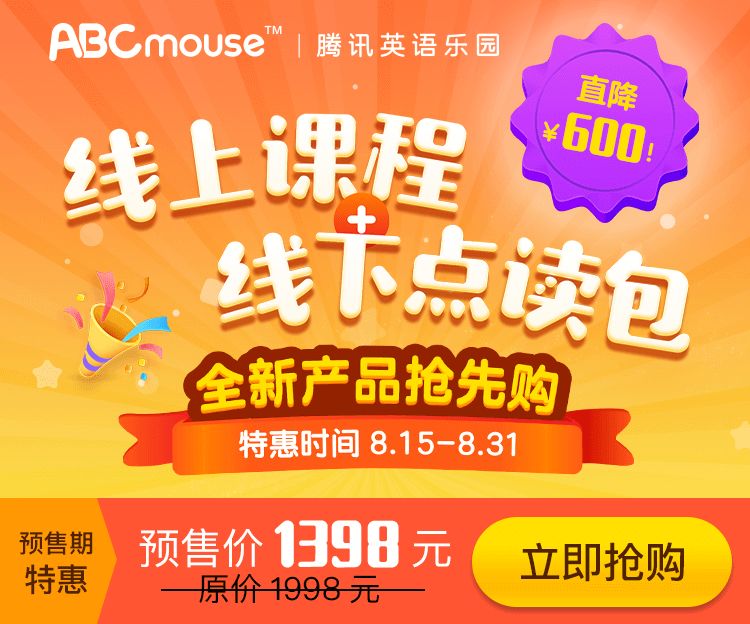 ABCmouse™ | 腾讯英语乐园
直降
¥600!
线上课程
+
线下点读包
全新产品抢先购
特惠时间 8.15-8.31
预售期
特惠
预售价 1398 元
原价 1998 元
立即抢购